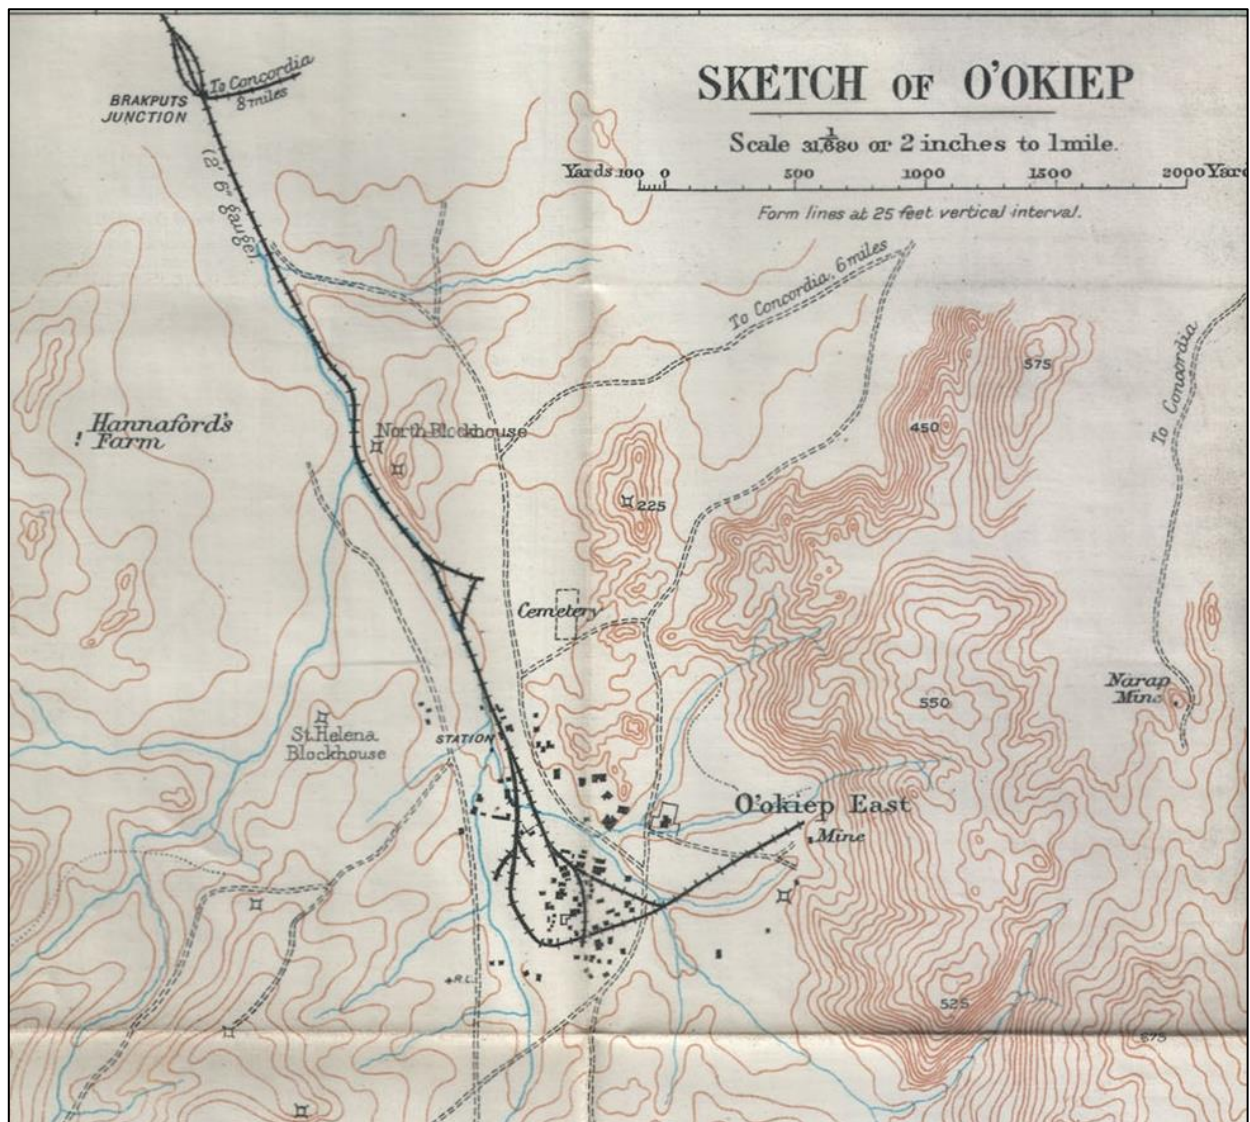 SKETCH OF O'OKIEP
Scale 1/31,680 or 2 inches to 1 mile.
Yards 100 0 500 1000 1500 2000 Yard
Form lines at 25 feet vertical interval.
To Concordia
8 miles
BRAKPUTS
JUNCTION
(2' 6" gauge).
To Concordia, 6 miles
To Concordia
575
Hannaford's
Farm
North Blockhouse
450
225
Cemetery
Narap
Mine
550
St. Helena
Blockhouse
STATION
O'okiep East
Mine
R.L.
525
675